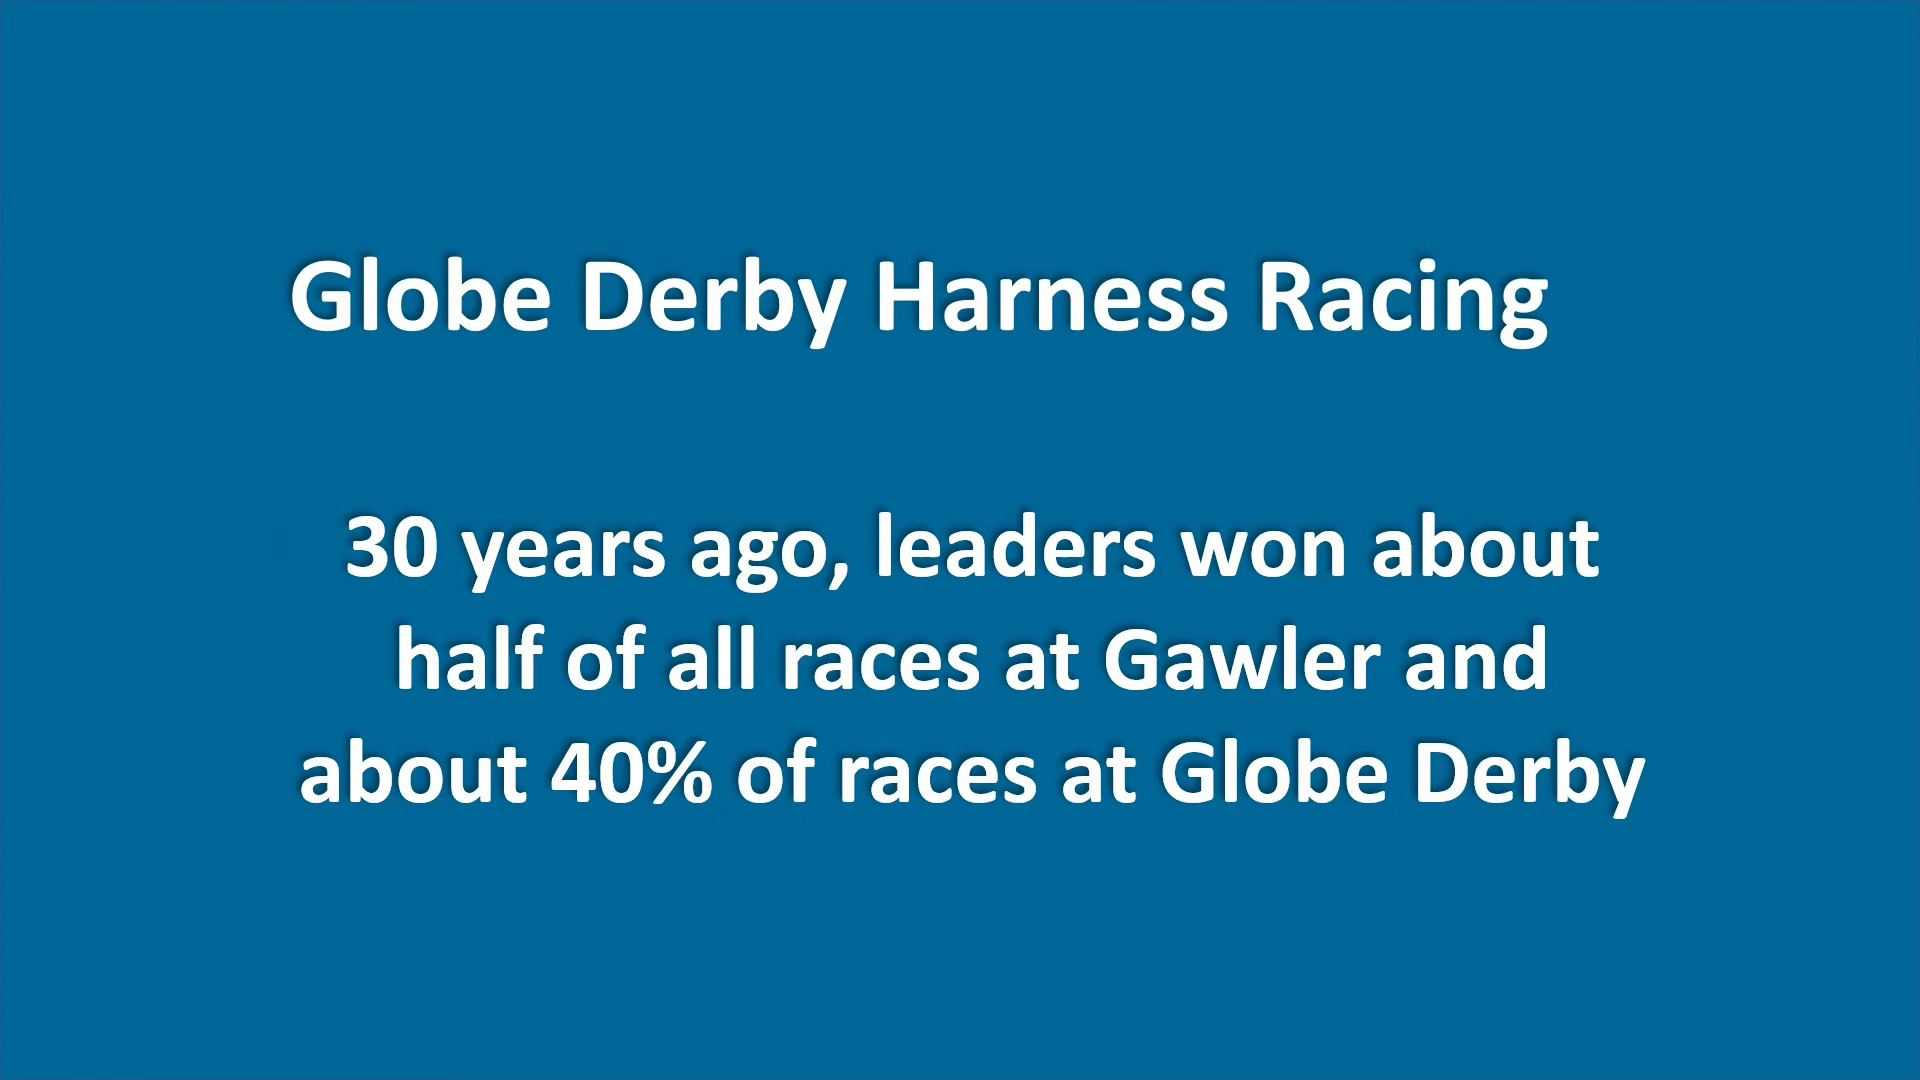 Globe Derby Harness Racing
30 years ago, leaders won about
half of all races at Gawler and
about 40% of races at Globe Derby